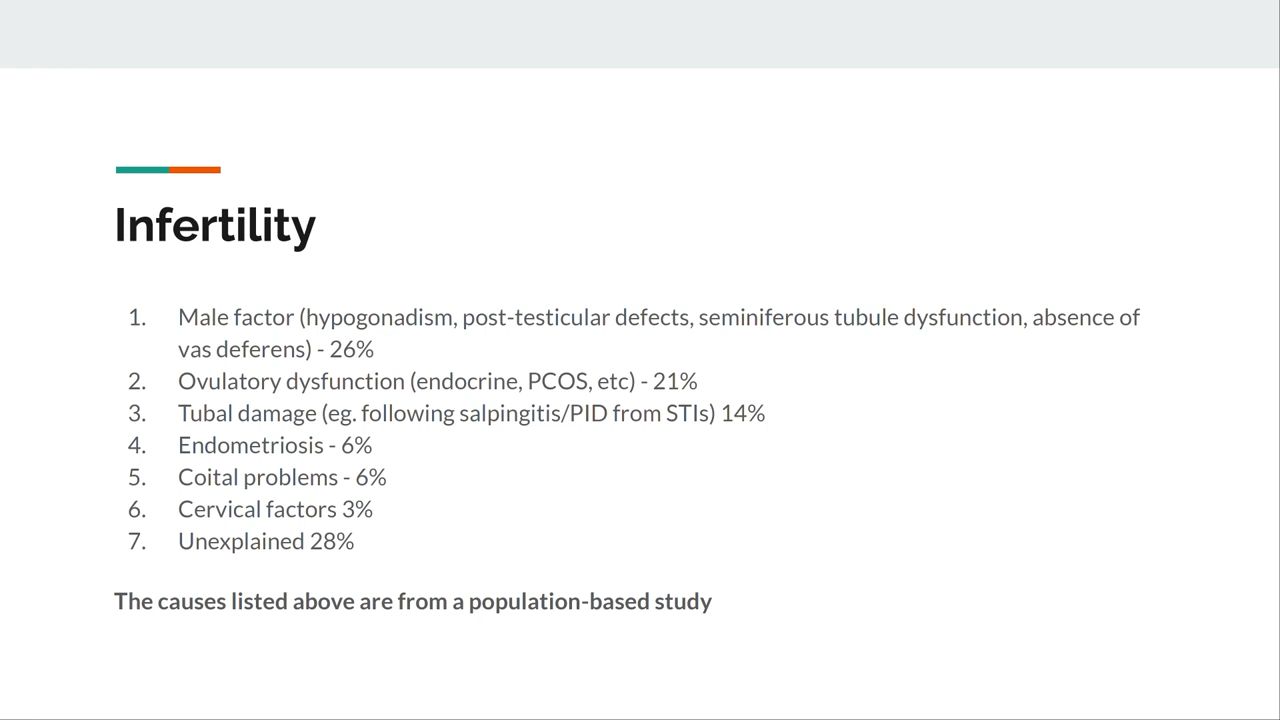 Infertility
1. Male factor (hypogonadism, post-testicular defects, seminiferous tubule dysfunction, absence of
vas deferens) - 26%
2. Ovulatory dysfunction (endocrine, PCOS, etc) - 21%
3. Tubal damage (eg. following salpingitis/PID from STIs) 14%
4. Endometriosis - 6%
5. Coital problems - 6%
6. Cervical factors 3%
7. Unexplained 28%
The causes listed above are from a population-based study